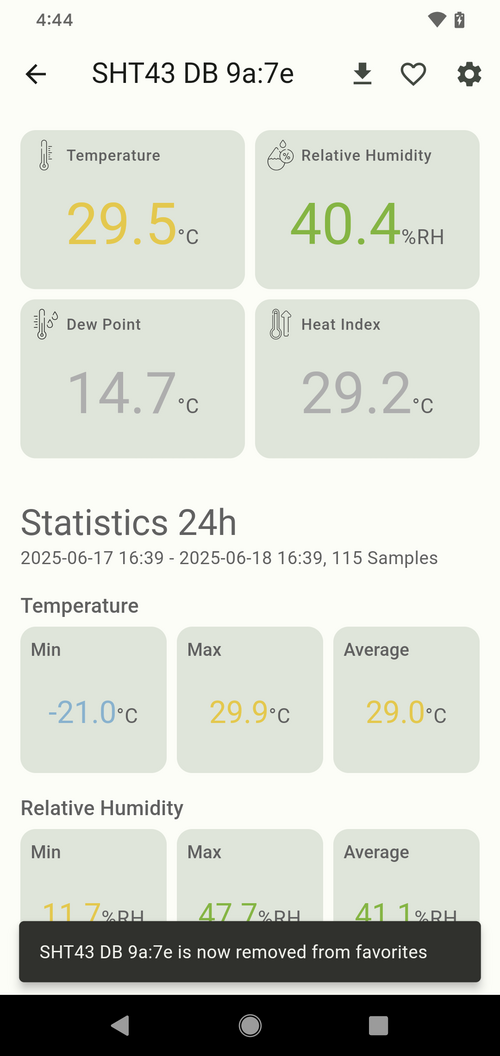 4:44
SHT43 DB 9a:7e
Temperature
29.5°C
Relative Humidity
40.4%RH
Dew Point
14.7°C
Heat Index
29.2°C
Statistics 24h
2025-06-17 16:39 - 2025-06-18 16:39, 115 Samples
Temperature
Min
-21.0°C
Max
29.9°C
Average
29.0°C
Relative Humidity
Min
11.7%RH
Max
47.7%RH
Average
41.1%RH
SHT43 DB 9a:7e is now removed from favorites